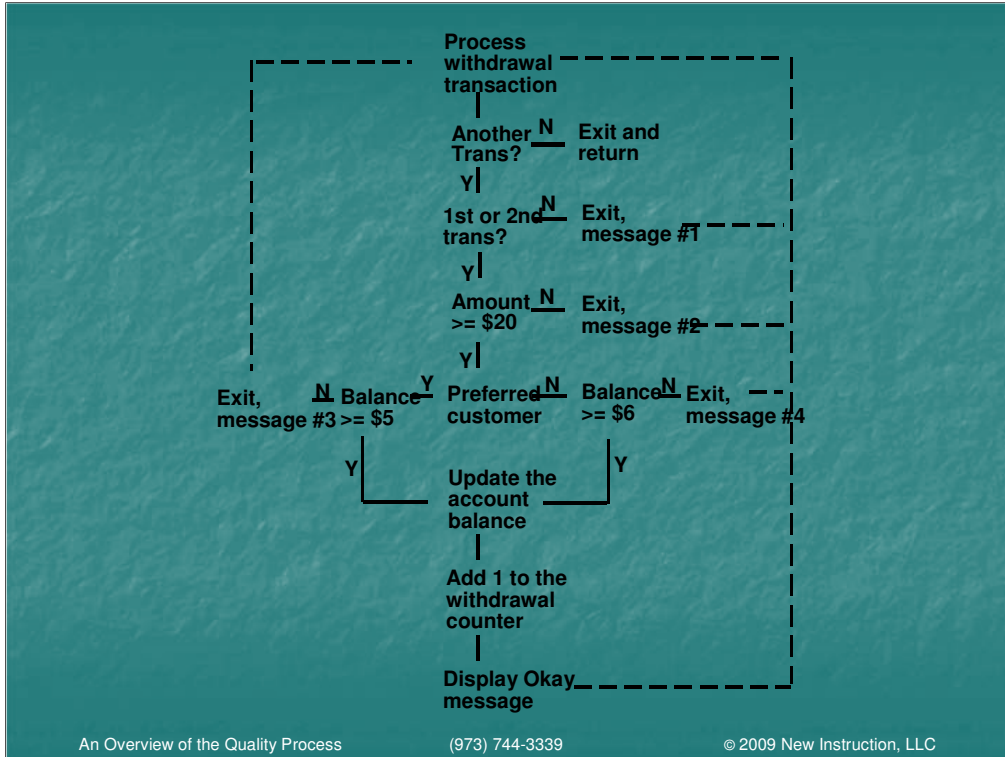 Process
withdrawal
transaction
Another
Trans?
N
Exit and
return
Y
1st or 2nd
trans?
N
Exit,
message #1
Y
Amount
>= $20
N
Exit,
message #2
Y
Exit,
message #3
N
Balance
>= $5
Y
Preferred
customer
N
Balance
>= $6
N
Exit,
message #4
Y
Y
Update the
account
balance
Add 1 to the
withdrawal
counter
Display Okay
message
An Overview of the Quality Process
(973) 744-3339
© 2009 New Instruction, LLC